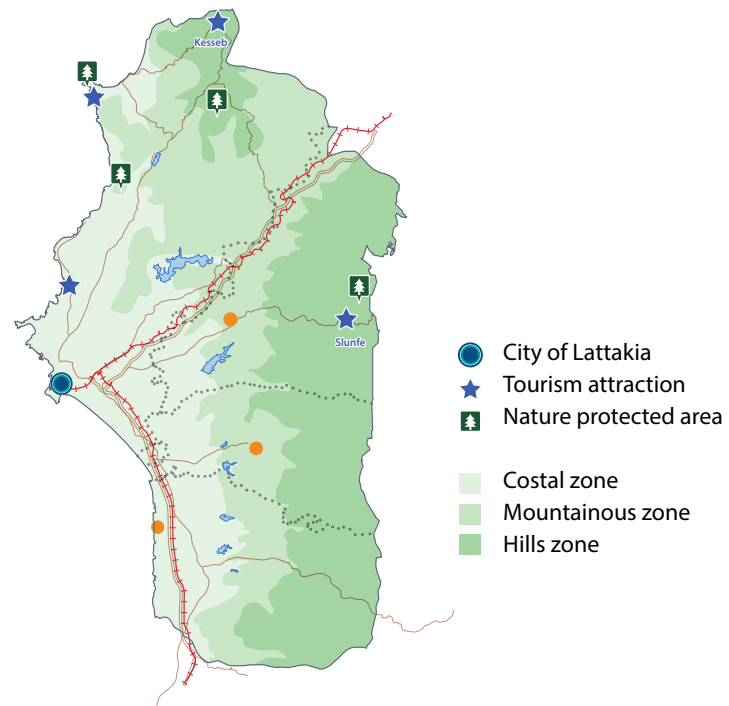 Kesseb
Slunfe
City of Lattakia
Tourism attraction
Nature protected area
Costal zone
Mountainous zone
Hills zone